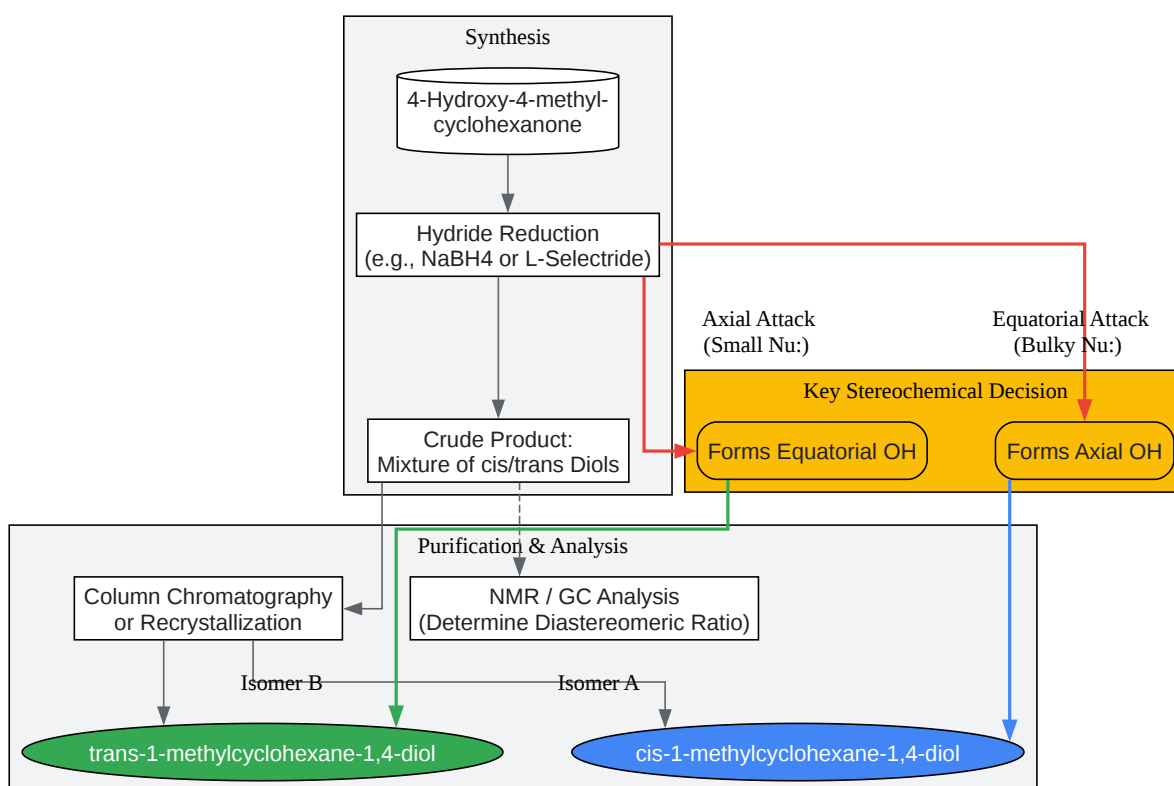 Synthesis
4-Hydroxy-4-methyl-
cyclohexanone
Hydride Reduction
(e.g., NaBH4 or L-Selectride)
Axial Attack
(Small Nu:)
Equatorial Attack
(Bulky Nu:)
Key Stereochemical Decision
Forms Equatorial OH
Forms Axial OH
Crude Product:
Mixture of cis/trans Diols
Purification & Analysis
Column Chromatography
or Recrystallization
NMR / GC Analysis
(Determine Diastereomeric Ratio)
Isomer B
Isomer A
trans-1-methylcyclohexane-1,4-diol
cis-1-methylcyclohexane-1,4-diol